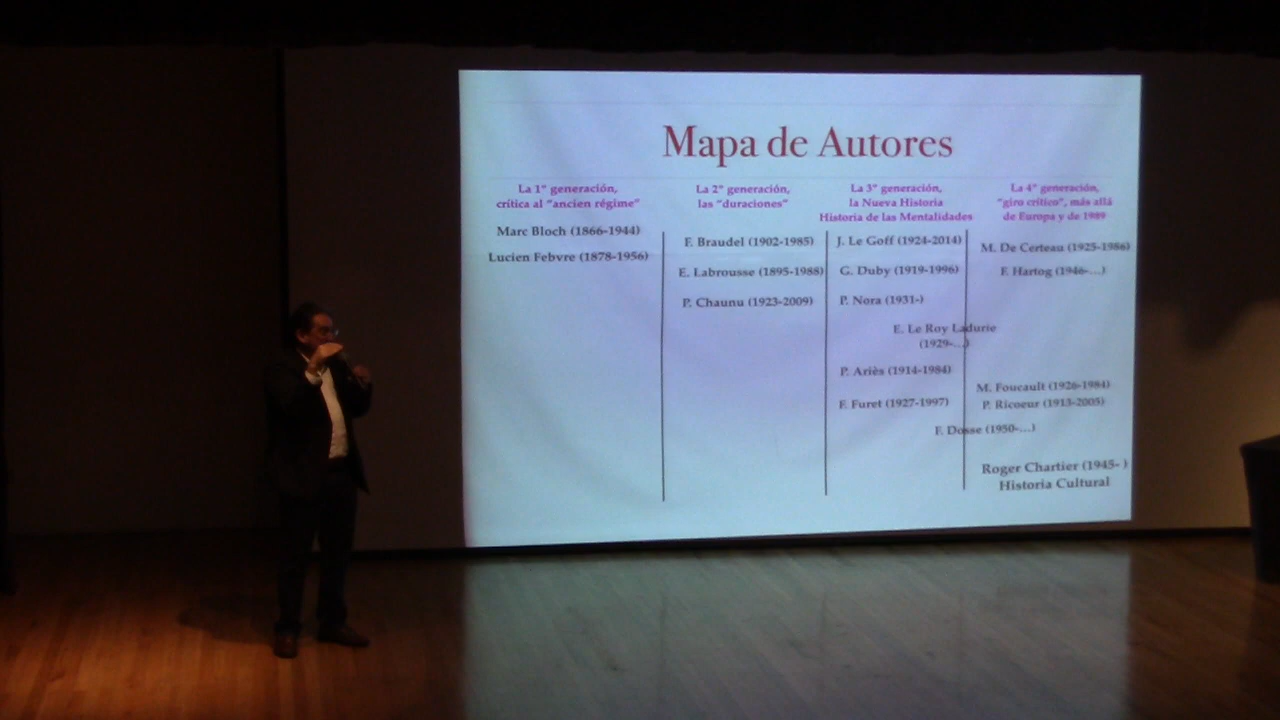 Mapa de Autores
La 1ª generación,
crítica al "ancien régime"
Marc Bloch (1866-1944)
Lucien Febvre (1878-1956)
La 2ª generación,
las "duraciones"
F. Braudel (1902-1985)
E. Labrousse (1895-1988)
P. Chaunu (1923-2009)
La 3ª generación,
la Nueva Historia
Historia de las Mentalidades
J. Le Goff (1924-2014)
G. Duby (1919-1996)
P. Nora (1931-)
E. Le Roy Ladurie
(1929-...)
P. Ariès (1914-1984)
F. Furet (1927-1997)
La 4ª generación,
"giro crítico", más allá
de Europa y de 1989
M. De Certeau (1925-1986)
F. Hartog (1946-...)
M. Foucault (1926-1984)
P. Ricoeur (1913-2005)
F. Dosse (1950-...)
Roger Chartier (1945- )
Historia Cultural